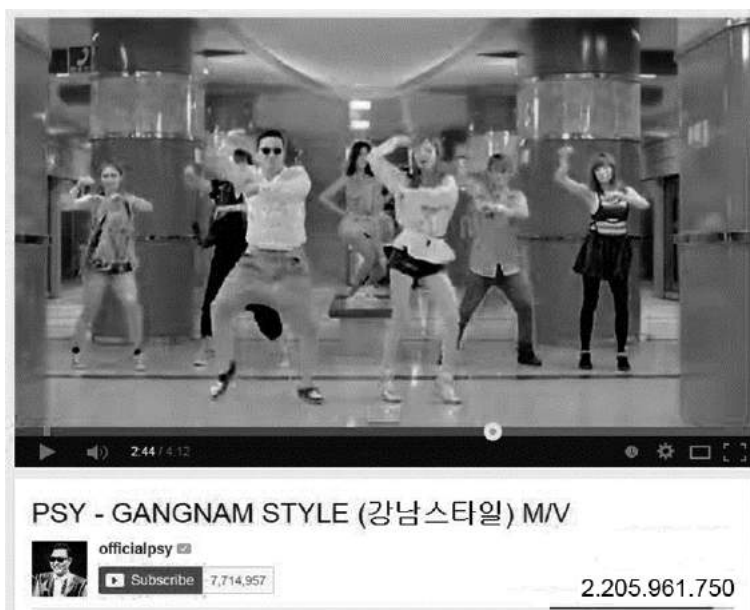 2:44 / 4:12
PSY - GANGNAM STYLE (강남스타일) M/V
officialpsy
Subscribe 7,714,957
2.205.961.750